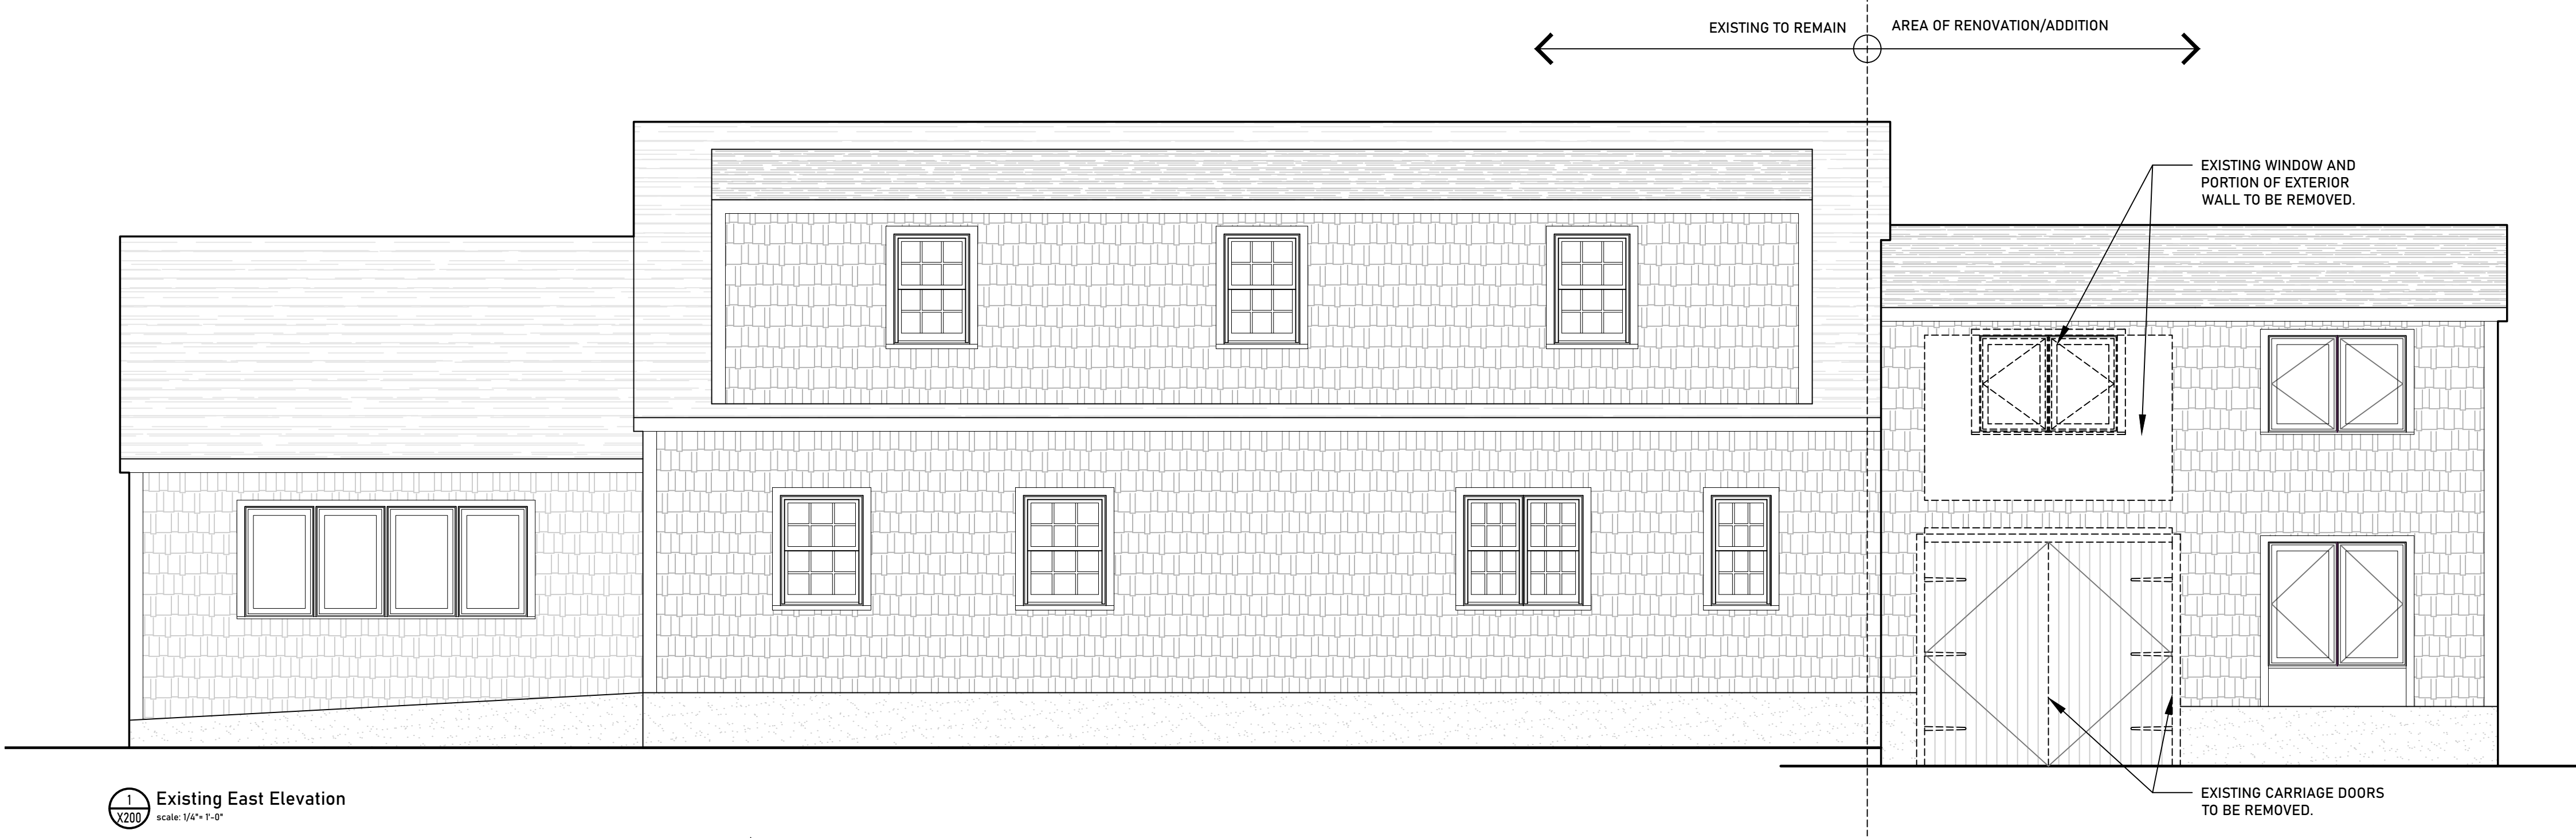 EXISTING TO REMAIN
AREA OF RENOVATION/ADDITION
EXISTING WINDOW AND
PORTION OF EXTERIOR
WALL TO BE REMOVED.
1
X200
Existing East Elevation
scale: 1/4"= 1'-0"
EXISTING CARRIAGE DOORS
TO BE REMOVED.